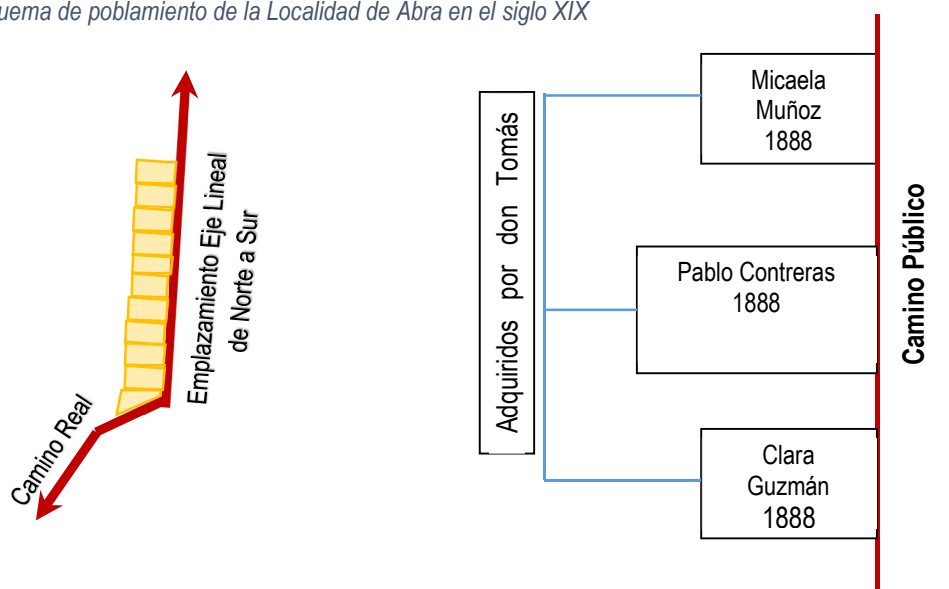 uema de poblamiento de la Localidad de Abra en el siglo XIX
Camino Real
Emplazamiento Eje Lineal
de Norte a Sur
Adquiridos por don Tomás
Micaela
Muñoz
1888
Pablo Contreras
1888
Clara
Guzmán
1888
Camino Público